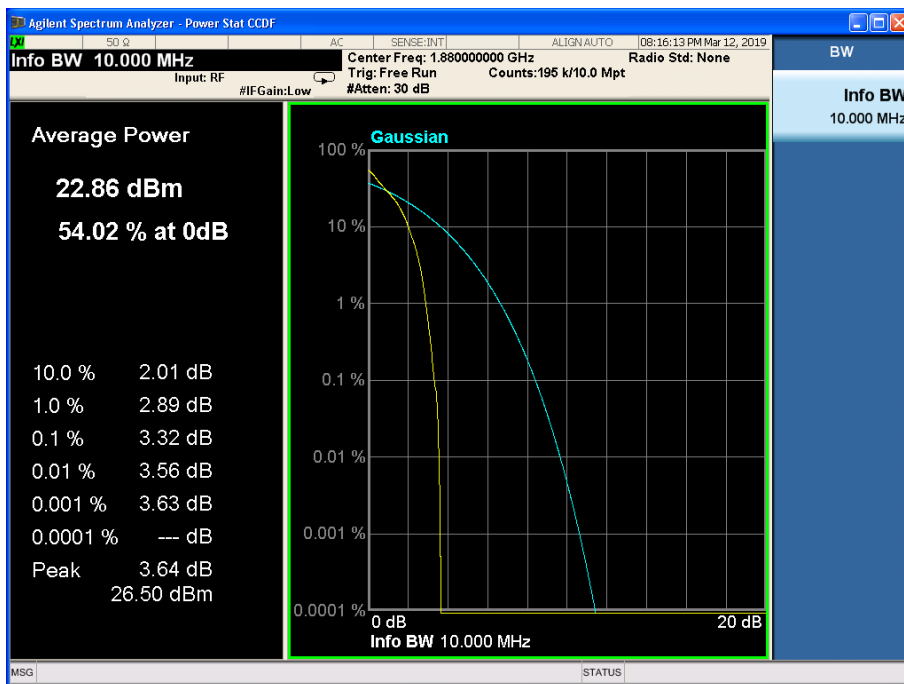 Agilent Spectrum Analyzer - Power Stat CCDF
LXI 50 Ω AC SENSE:INT ALIGN AUTO 08:16:13 PM Mar 12, 2019
Info BW 10.000 MHz
Center Freq: 1.880000000 GHz Radio Std: None
Input: RF Trig: Free Run Counts:195 k/10.0 Mpt
#IFGain:Low #Atten: 30 dB
BW
Info BW
10.000 MHz
Average Power
22.86 dBm
54.02 % at 0dB
10.0 % 2.01 dB
1.0 % 2.89 dB
0.1 % 3.32 dB
0.01 % 3.56 dB
0.001 % 3.63 dB
0.0001 % --- dB
Peak 3.64 dB
26.50 dBm
Gaussian
100 %
10 %
1 %
0.1 %
0.01 %
0.001 %
0.0001 %
0 dB 20 dB
Info BW 10.000 MHz
MSG STATUS